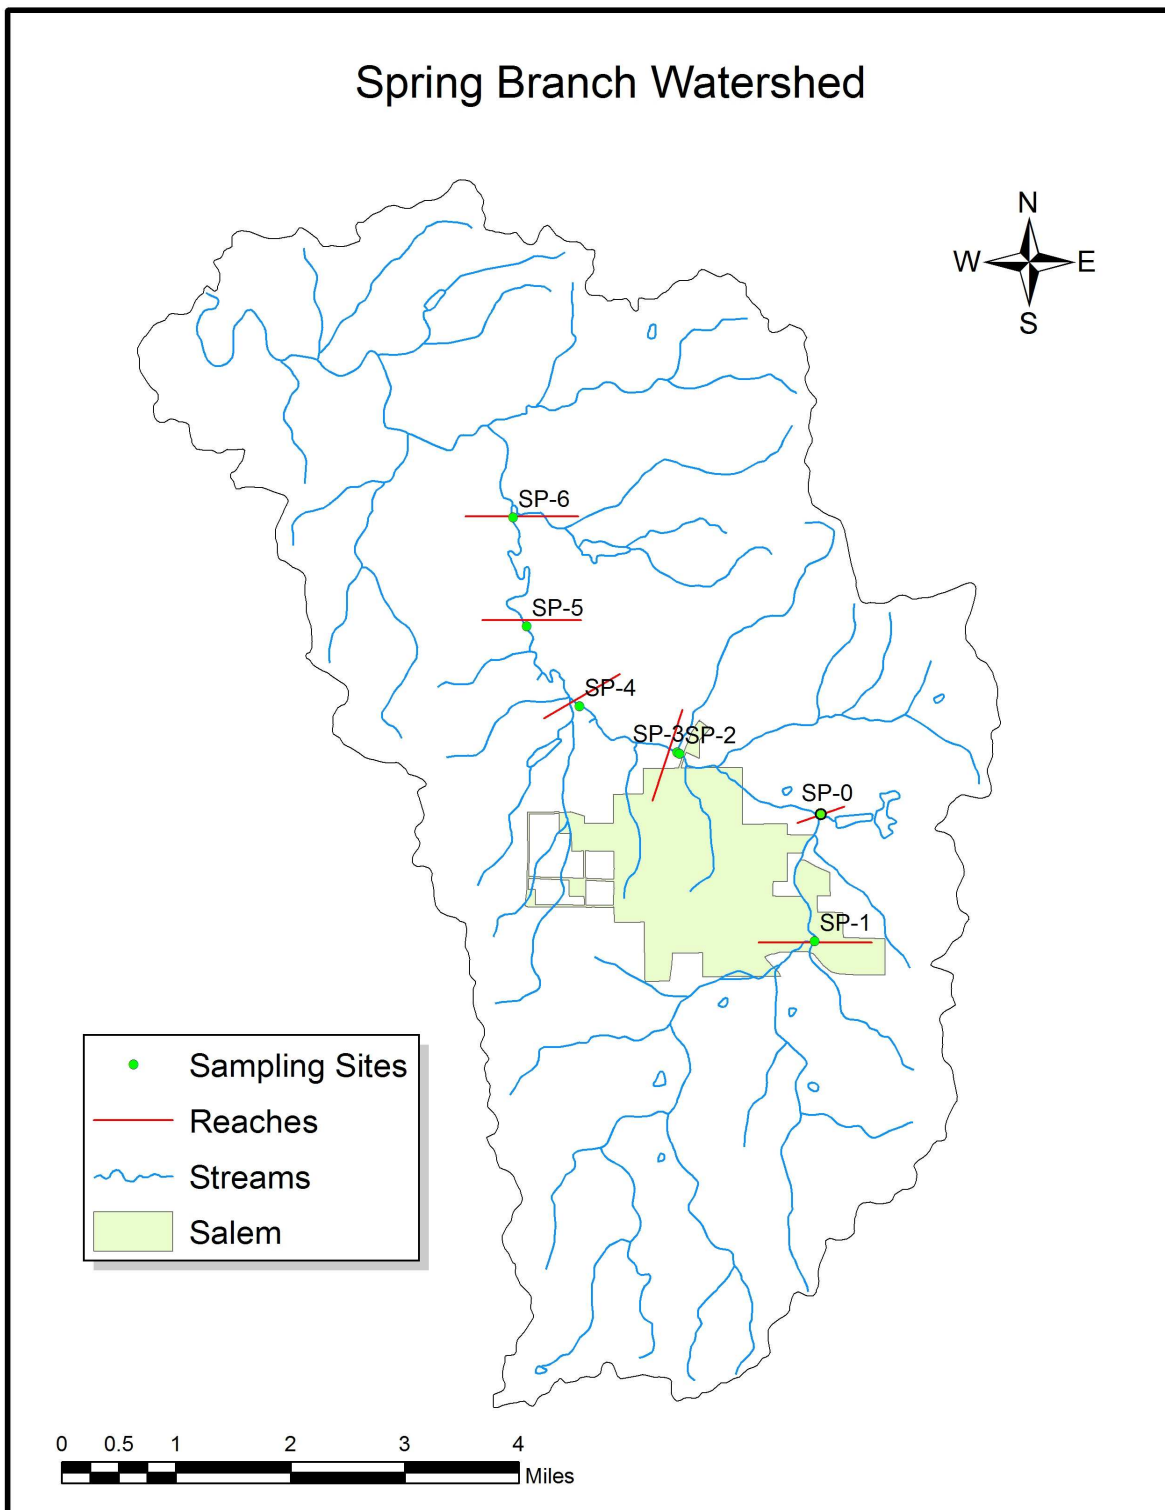 Spring Branch Watershed
N
W E
S
SP-6
SP-5
SP-4
SP-3 SP-2
SP-0
SP-1
Sampling Sites
Reaches
Streams
Salem
0 0.5 1 2 3 4
Miles